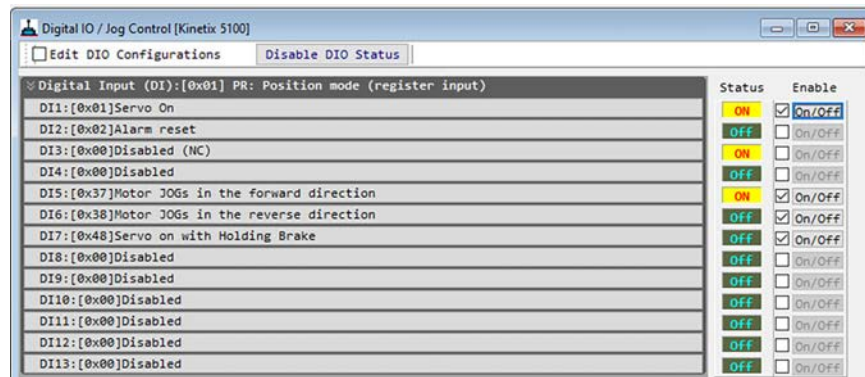 Digital IO / Jog Control [Kinetix 5100]
Edit DIO Configurations Disable DIO Status
Digital Input (DI):[0x01] PR: Position mode (register input) Status Enable
DI1:[0x01]Servo On ON On/Off
DI2:[0x02]Alarm reset Off On/Off
DI3:[0x00]Disabled (NC) ON On/Off
DI4:[0x00]Disabled Off On/Off
DI5:[0x37]Motor JOGs in the forward direction ON On/Off
DI6:[0x38]Motor JOGs in the reverse direction Off On/Off
DI7:[0x48]Servo on with Holding Brake Off On/Off
DI8:[0x00]Disabled Off On/Off
DI9:[0x00]Disabled Off On/Off
DI10:[0x00]Disabled Off On/Off
DI11:[0x00]Disabled Off On/Off
DI12:[0x00]Disabled Off On/Off
DI13:[0x00]Disabled Off On/Off